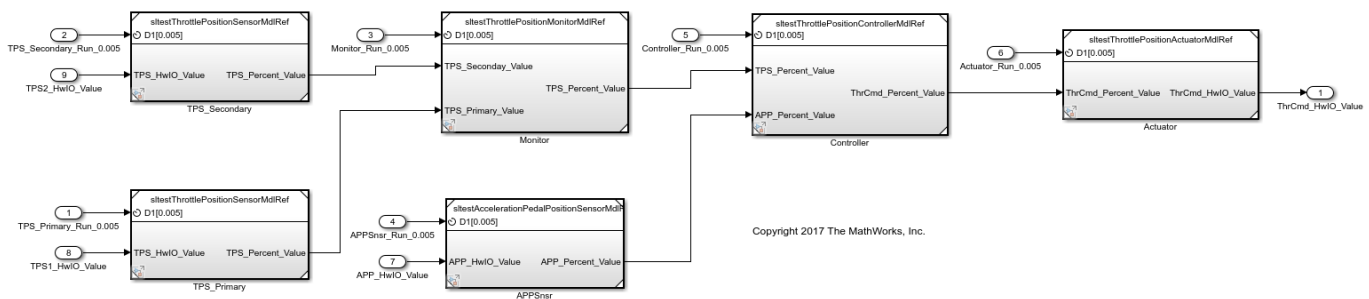 sltestThrottlePositionSensorMdlRef
2
D1[0.005]
TPS_Secondary_Run_0.005
9
TPS_HwIO_Value
TPS_Percent_Value
TPS2_HwIO_Value
TPS_Secondary
sltestThrottlePositionMonitorMdlRef
3
D1[0.005]
Monitor_Run_0.005
TPS_Seconday_Value
TPS_Percent_Value
TPS_Primary_Value
Monitor
sltestThrottlePositionControllerMdlRef
5
D1[0.005]
Controller_Run_0.005
TPS_Percent_Value
ThrCmd_Percent_Value
APP_Percent_Value
Controller
sltestThrottlePositionActuatorMdlRef
6
D1[0.005]
Actuator_Run_0.005
ThrCmd_Percent_Value
ThrCmd_HwIO_Value
1
ThrCmd_HwIO_Value
Actuator
sltestThrottlePositionSensorMdlRef
1
D1[0.005]
TPS_Primary_Run_0.005
8
TPS_HwIO_Value
TPS_Percent_Value
TPS1_HwIO_Value
TPS_Primary
sltestAccelerationPedalPositionSensorMdlR
4
D1[0.005]
APPSnsr_Run_0.005
7
APP_HwIO_Value
APP_Percent_Value
APP_HwIO_Value
APPSnsr
Copyright 2017 The MathWorks, Inc.